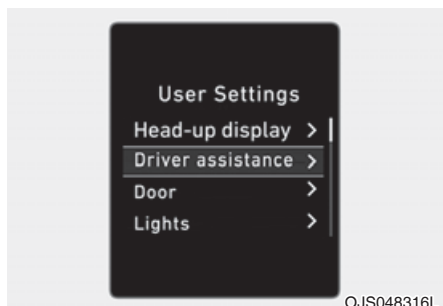 User Settings
Head-up display >
Driver assistance >
Door >
Lights >
OJS048316L